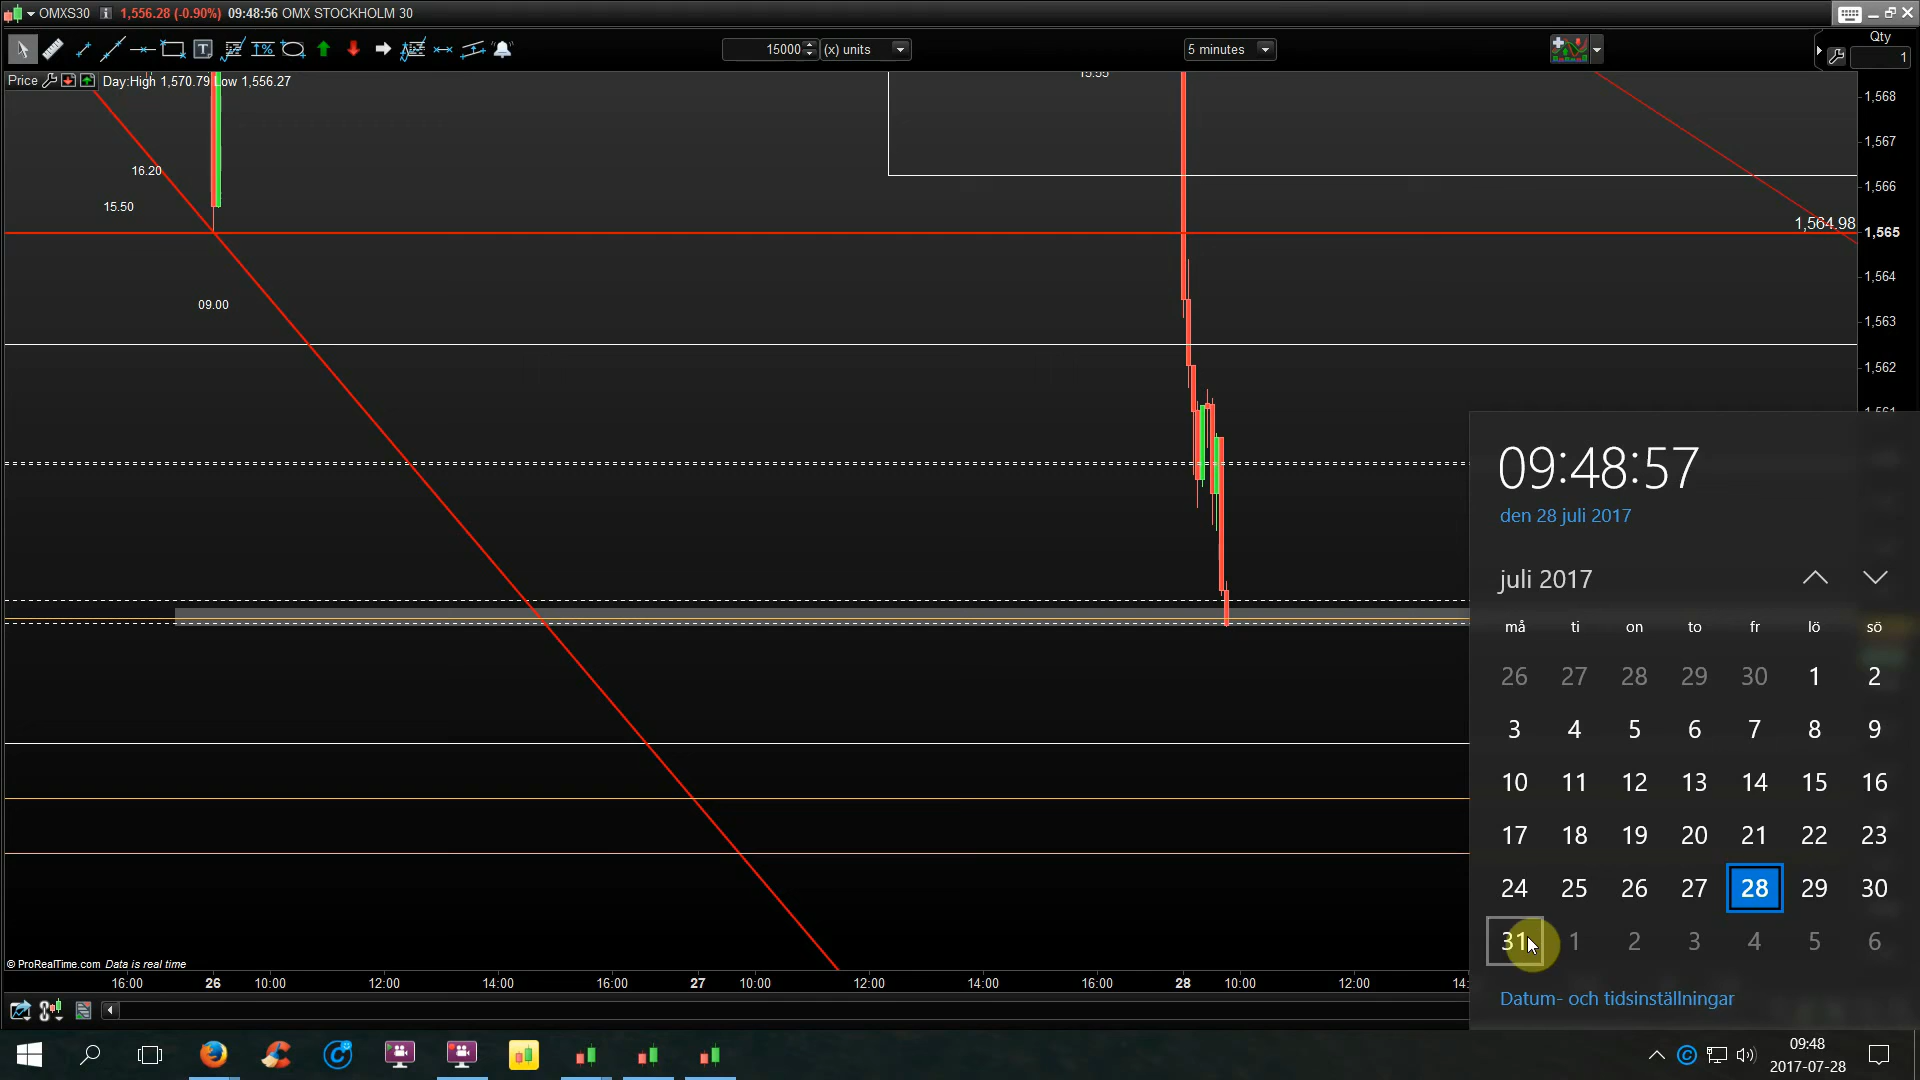 OMXS30 1,556.28 (-0.90%) 09:48:56 OMX STOCKHOLM 30
15000 (x) units
5 minutes
Qty
1
Price Day:High 1,570.79 Low 1,556.27
15.55
1,568
1,567
16.20
1,566
15.50
1,564.98
1,565
1,564
09.00
1,563
1,562
1,561
09:48:57
den 28 juli 2017
juli 2017
må ti on to fr lö sö
26 27 28 29 30 1 2
3 4 5 6 7 8 9
10 11 12 13 14 15 16
17 18 19 20 21 22 23
24 25 26 27 28 29 30
31 1 2 3 4 5 6
Datum- och tidsinställningar
© ProRealTime.com Data is real time
16:00 26 10:00 12:00 14:00 16:00 27 10:00 12:00 14:00 16:00 28 10:00 12:00 14:
09:48
2017-07-28